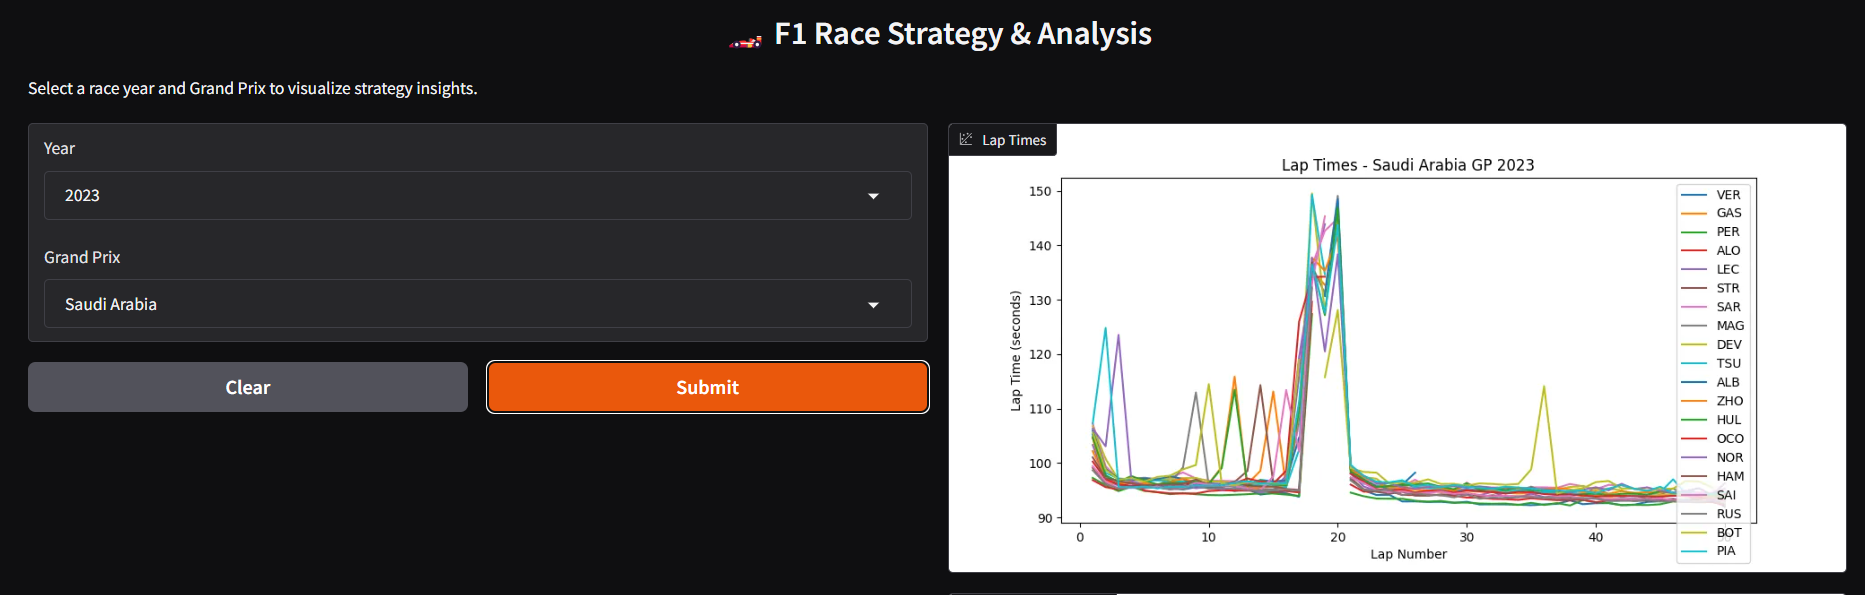 F1 Race Strategy & Analysis
Select a race year and Grand Prix to visualize strategy insights.
Year
2023
Grand Prix
Saudi Arabia
Clear
Submit
Lap Times
Lap Times - Saudi Arabia GP 2023
Lap Time (seconds)
150
140
130
120
110
100
90
0
10
20
30
40
Lap Number
VER
GAS
PER
ALO
LEC
STR
SAR
MAG
DEV
TSU
ALB
ZHO
HUL
OCO
NOR
HAM
SAI
RUS
BOT
PIA